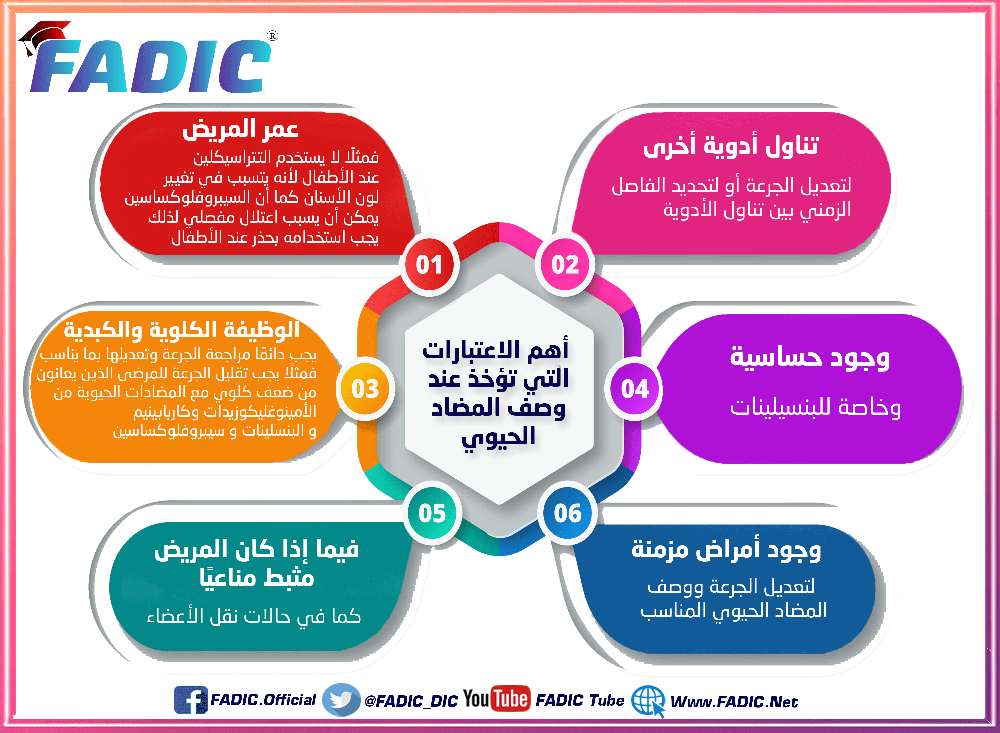 FADIC®
عمر المريض
فمثلًا لا يستخدم التتراسيكلين
عند الأطفال لأنه يتسبب في تغيير
لون الأسنان كما أن السيبروفلوكساسين
يمكن أن يسبب اعتلال مفصلي لذلك
يجب استخدامه بحذر عند الأطفال
01
تناول أدوية أخرى
لتعديل الجرعة أو لتحديد الفاصل
الزمني بين تناول الأدوية
02
أهم الاعتبارات
التي تؤخذ عند
وصف المضاد
الحيوي
الوظيفة الكلوية والكبدية
يجب دائمًا مراجعة الجرعة وتعديلها بما يناسب
فمثلًا يجب تقليل الجرعة للمرضى الذين يعانون
من ضعف كلوي مع المضادات الحيوية من
الأمينوغليكوزيدات وكاربابينيم
و البنسلينات و سيبروفلوكساسين
03
وجود حساسية
وخاصة للبنسيلينات
04
فيما إذا كان المريض
مثبط مناعيًا
كما في حالات نقل الأعضاء
05
وجود أمراض مزمنة
لتعديل الجرعة ووصف
المضاد الحيوي المناسب
06
FADIC.Official
@FADIC_DIC
YouTube FADIC Tube
Www.FADIC.Net